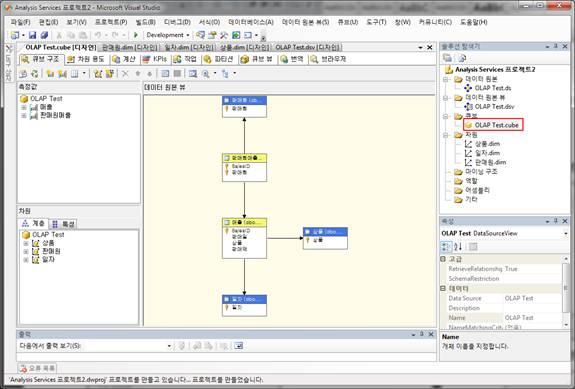 Analysis Services 프로젝트2 - Microsoft Visual Studio
파일(F) 편집(E) 보기(V) 프로젝트(P) 빌드(B) 디버그(D) 서식(O) 데이터베이스(A) 데이터 원본 뷰(S) 큐브(U) 도구(T) 창(W) 커뮤니티(C) 도움말(H)
Development
OLAP Test.cube [디자인] 판매원.dim [디자인] 일자.dim [디자인] 상품.dim [디자인] OLAP Test.dsv [디자인]
큐브 구조 차원 용도 계산 KPIs 작업 파티션 큐브 뷰 번역 브라우저
측정값
OLAP Test
매출
판매원매출
데이터 원본 뷰
판매원
SalesID
판매원
매출 (dbo....
SalesID
판매일
상품
판매액
상품 (dbo....
상품
일자 (dbo....
일자
차원
계층 특성
OLAP Test
상품
판매원
일자
솔루션 탐색기
Analysis Services 프로젝트2
데이터 원본
OLAP Test.ds
데이터 원본 뷰
OLAP Test.dsv
큐브
OLAP Test.cube
차원
상품.dim
일자.dim
판매원.dim
마이닝 구조
역할
어셈블리
기타
속성
OLAP Test DataSourceView
고급
RetrieveRelationship True
SchemaRestriction
데이터
Data Source OLAP Test
Description
Name OLAP Test
NameMatchingCrit
Name
개체 이름을 지정합니다.
출력
다음에서 출력 보기(S):
오류 목록
'Analysis Services 프로젝트2.dwproj' 프로젝트를 만들고 있습니다... 프로젝트를 만들었습니다.